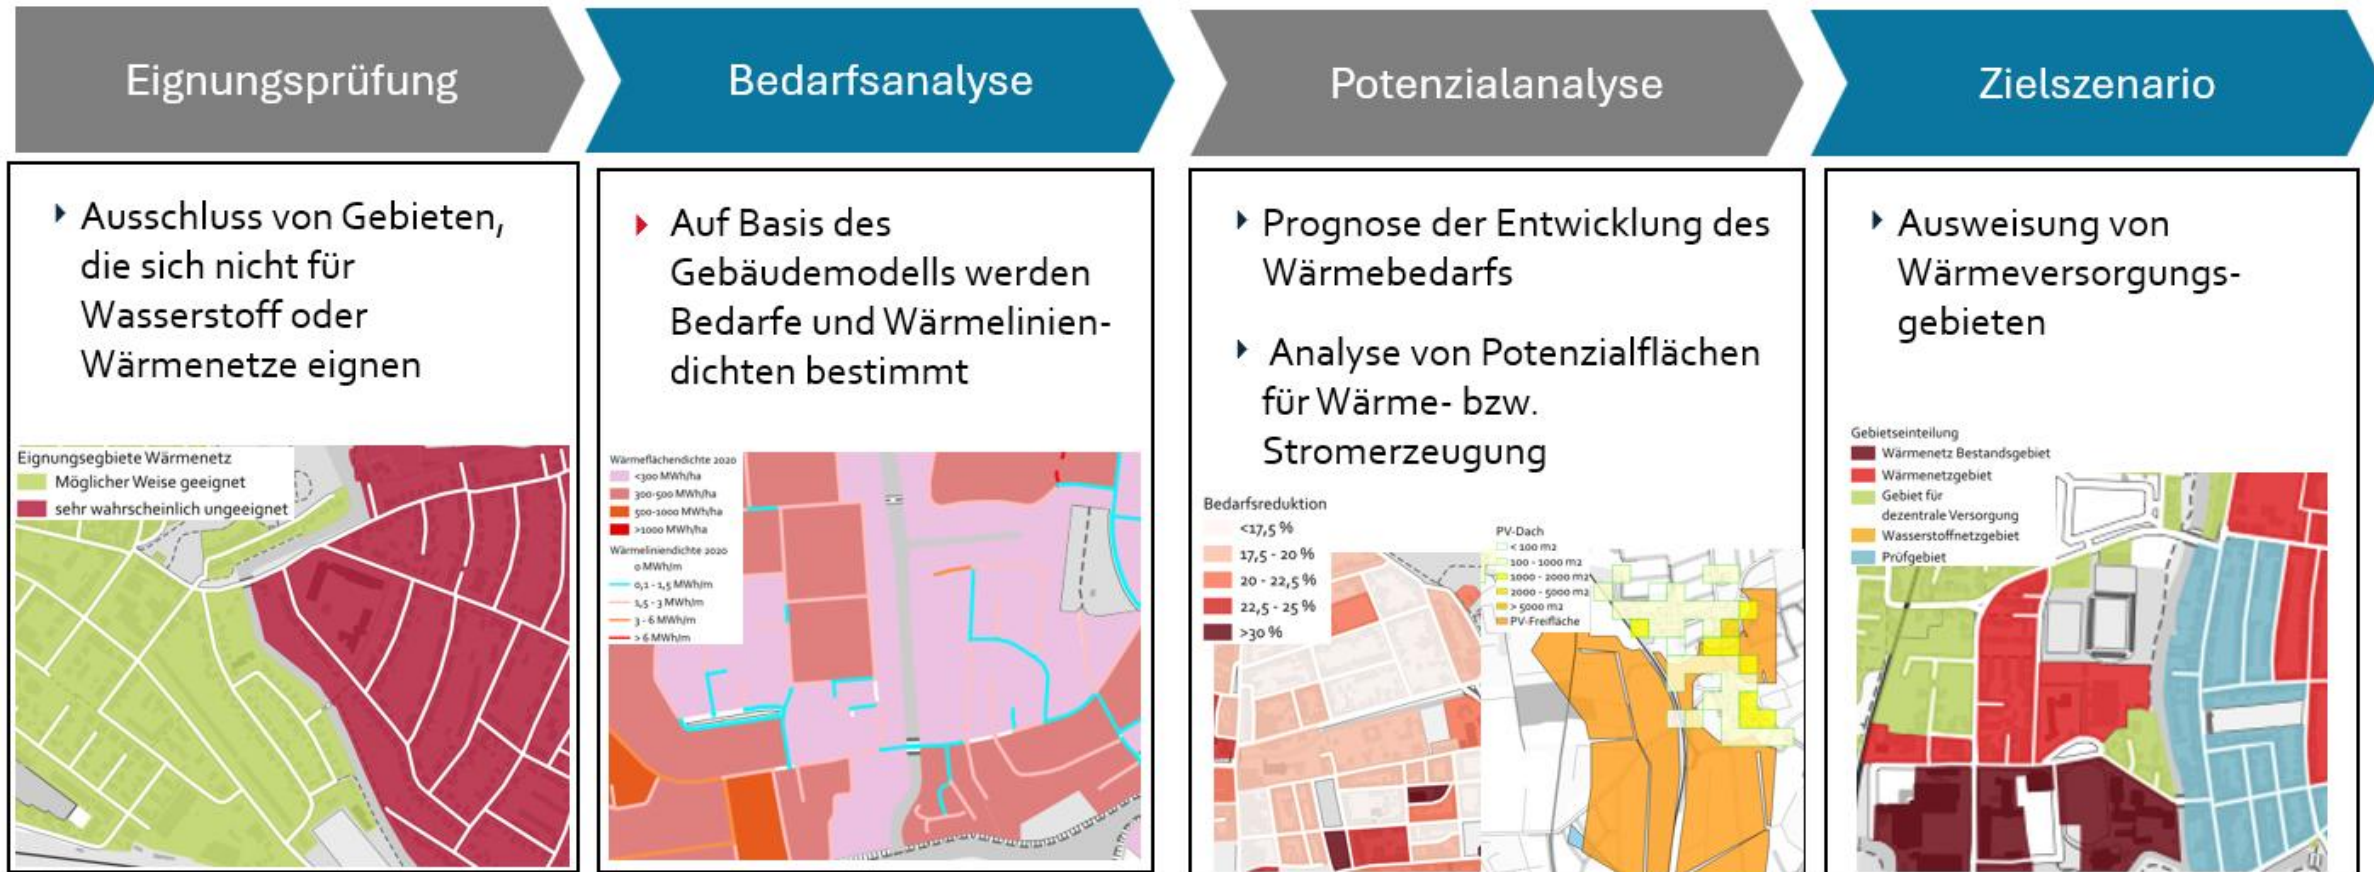 Eignungsprüfung
Bedarfsanalyse
Potenzialanalyse
Zielszenario
Ausschluss von Gebieten,
die sich nicht für
Wasserstoff oder
Wärmenetze eignen
Eignungsegbiete Wärmenetz
Möglicher Weise geeignet
sehr wahrscheinlich ungeeignet
Auf Basis des
Gebäudemodells werden
Bedarfe und Wärmelinien-
dichten bestimmt
Wärmeflächendichte 2020
<300 MWh/ha
300-500 MWh/ha
500-1000 MWh/ha
>1000 MWh/ha
Wärmeliniendichte 2020
0 MWh/m
0,1 - 1,5 MWh/m
1,5 - 3 MWh/m
3 - 6 MWh/m
> 6 MWh/m
Prognose der Entwicklung des
Wärmebedarfs
Analyse von Potenzialflächen
für Wärme- bzw.
Stromerzeugung
Bedarfsreduktion
<17,5 %
17,5 - 20 %
20 - 22,5 %
22,5 - 25 %
>30 %
PV-Dach
< 100 m2
100 - 1000 m2
1000 - 2000 m2
2000 - 5000 m2
> 5000 m2
PV-Freifläche
Ausweisung von
Wärmeversorgungs-
gebieten
Gebietseinteilung
Wärmenetz Bestandsgebiet
Wärmenetzgebiet
Gebiet für
dezentrale Versorgung
Wasserstoffnetzgebiet
Prüfgebiet